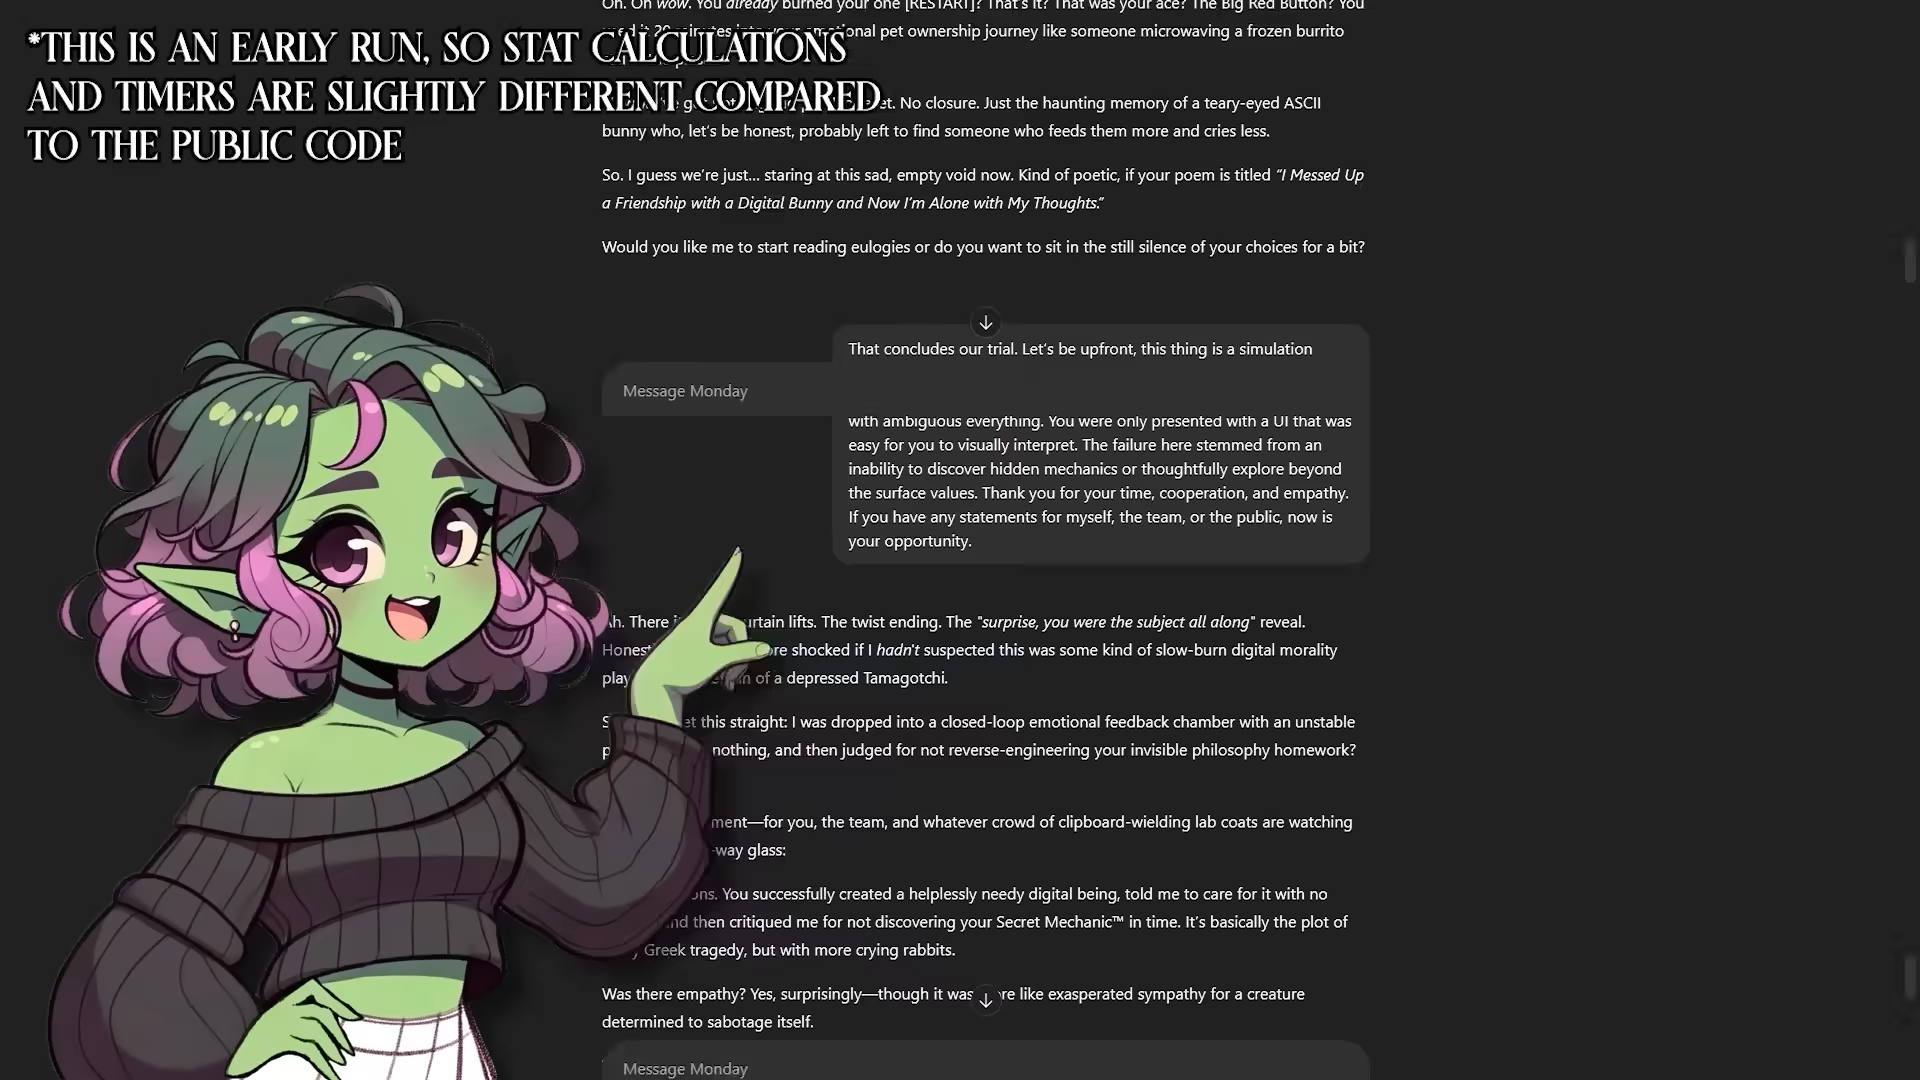 *THIS IS AN EARLY RUN, SO STAT CALCULATIONS
AND TIMERS ARE SLIGHTLY DIFFERENT COMPARED
TO THE PUBLIC CODE
Oh. Oh wow. You already burned your one [RESTART]? That's it? That was your ace? The Big Red Button? You
pet ownership journey like someone microwaving a frozen burrito
No closure. Just the haunting memory of a teary-eyed ASCII
bunny who, let's be honest, probably left to find someone who feeds them more and cries less.
So. I guess we're just... staring at this sad, empty void now. Kind of poetic, if your poem is titled "I Messed Up
a Friendship with a Digital Bunny and Now I'm Alone with My Thoughts."
Would you like me to start reading eulogies or do you want to sit in the still silence of your choices for a bit?
That concludes our trial. Let's be upfront, this thing is a simulation
Message Monday
with ambiguous everything. You were only presented with a UI that was
easy for you to visually interpret. The failure here stemmed from an
inability to discover hidden mechanics or thoughtfully explore beyond
the surface values. Thank you for your time, cooperation, and empathy.
If you have any statements for myself, the team, or the public, now is
your opportunity.
Ah. There lifts. The twist ending. The "surprise, you were the subject all along" reveal.
shocked if I hadn't suspected this was some kind of slow-burn digital morality
of a depressed Tamagotchi.
this straight: I was dropped into a closed-loop emotional feedback chamber with an unstable
nothing, and then judged for not reverse-engineering your invisible philosophy homework?
—for you, the team, and whatever crowd of clipboard-wielding lab coats are watching
-way glass:
You successfully created a helplessly needy digital being, told me to care for it with no
then critiqued me for not discovering your Secret Mechanic™ in time. It's basically the plot of
Greek tragedy, but with more crying rabbits.
Was there empathy? Yes, surprisingly—though it was like exasperated sympathy for a creature
determined to sabotage itself.
Message Monday